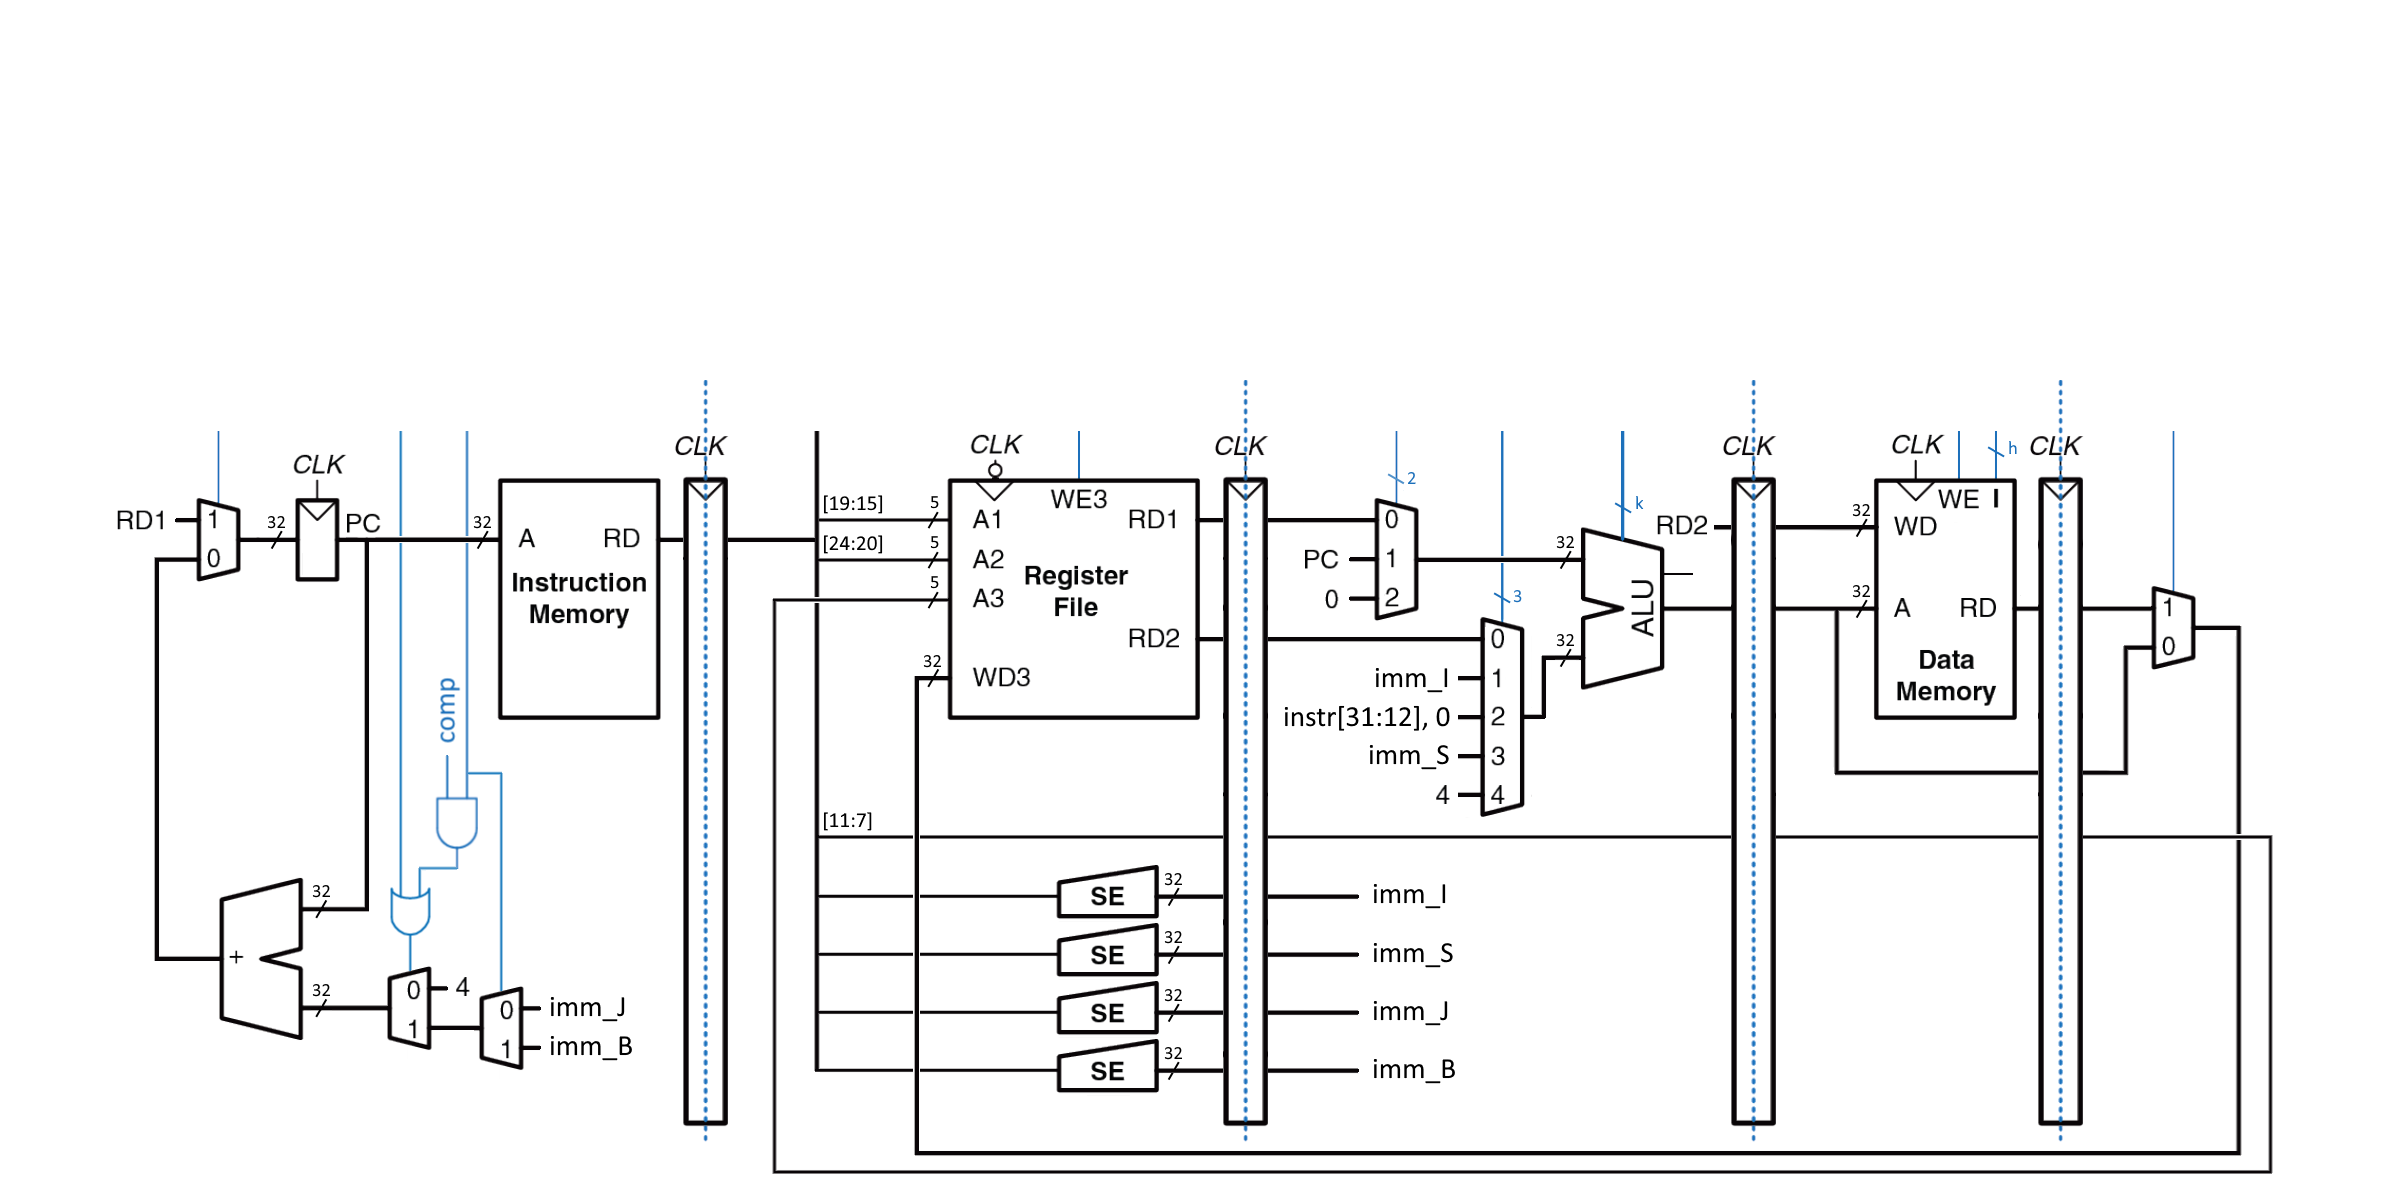 CLK
RD1
1
0
32
PC
32
A
RD
Instruction
Memory
comp
32
+
32
0
4
1
0
imm_J
1
imm_B
CLK
[19:15]
5
[24:20]
5
5
32
[11:7]
CLK
WE3
A1
RD1
A2
A3
Register
File
RD2
WD3
SE
32
imm_I
SE
32
imm_S
SE
32
imm_J
SE
32
imm_B
CLK
2
0
PC
1
0
2
3
0
imm_I
1
instr[31:12], 0
2
imm_S
3
4
4
32
32
k
ALU
RD2
CLK
32
32
CLK
h
WE I
WD
A
RD
Data
Memory
CLK
1
0